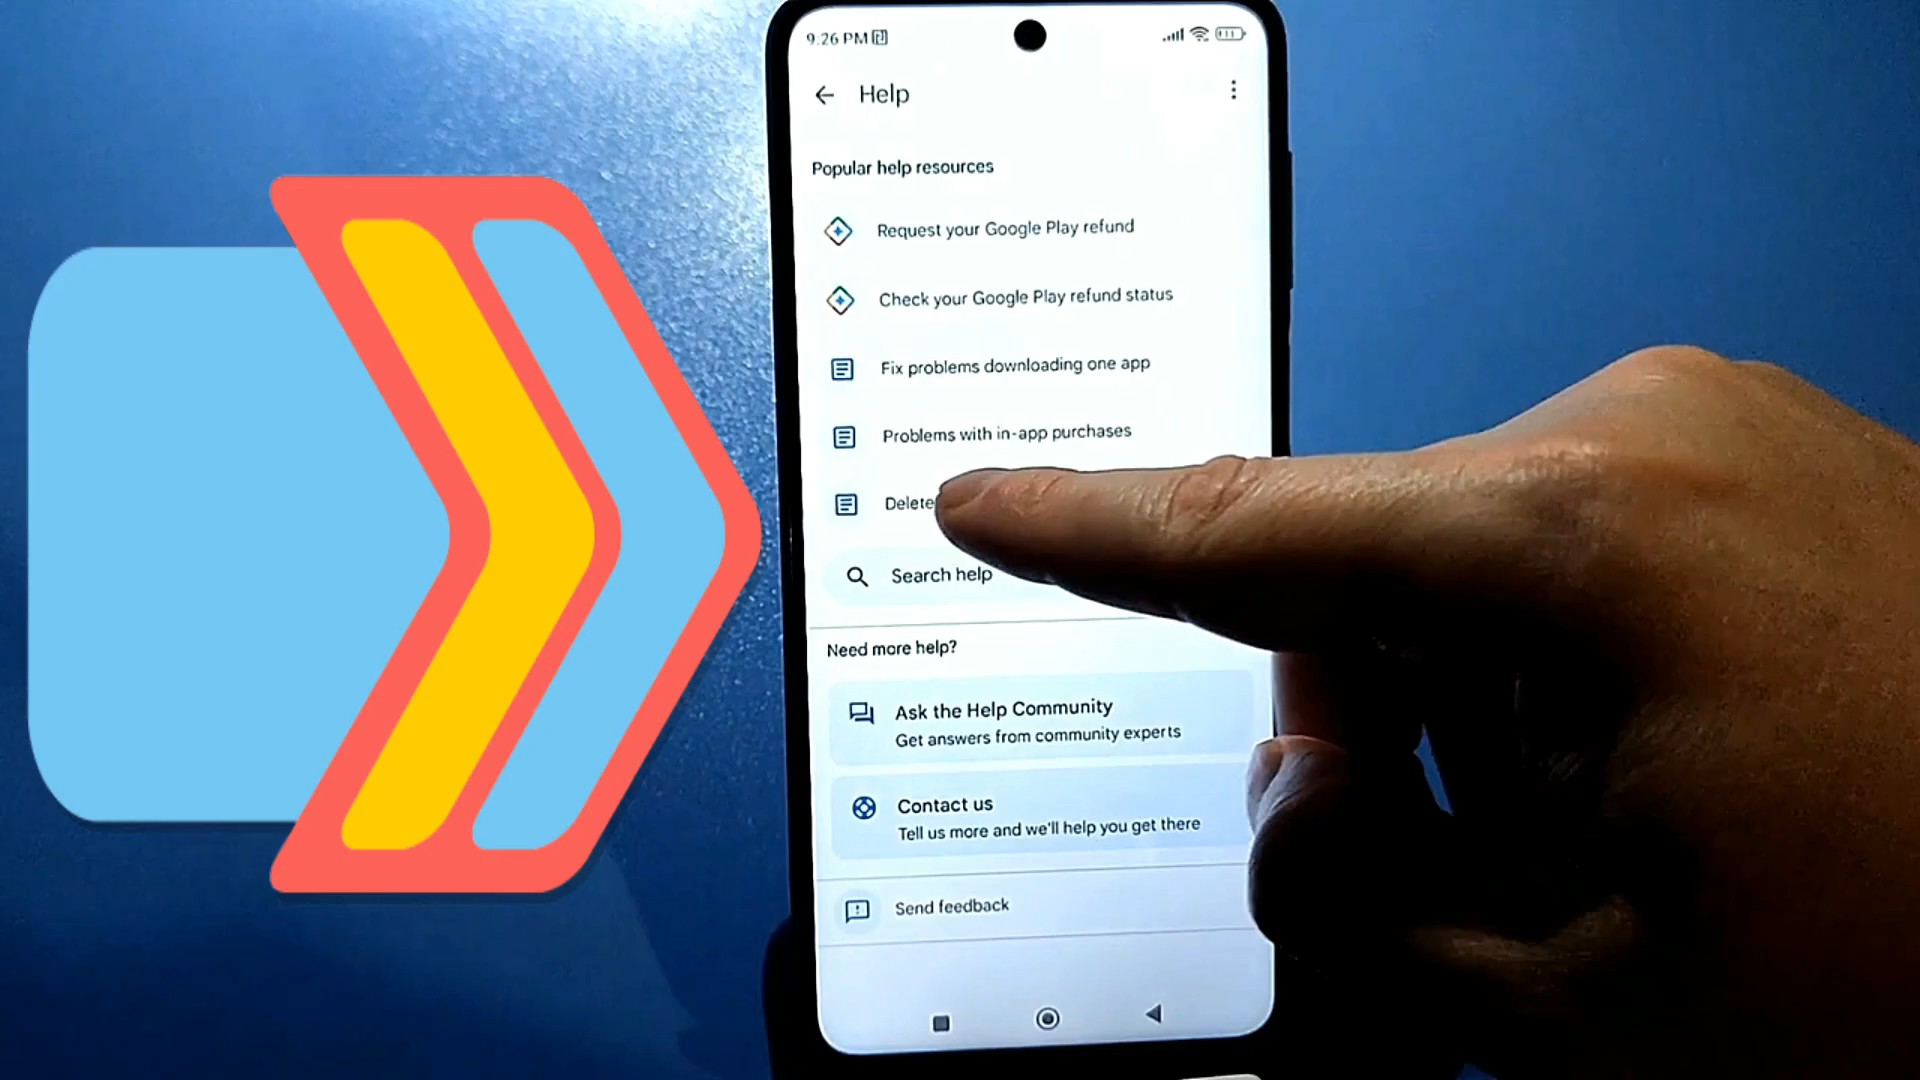 9:26 PM
Help
Popular help resources
Request your Google Play refund
Check your Google Play refund status
Fix problems downloading one app
Problems with in-app purchases
Delete
Search help
Need more help?
Ask the Help Community
Get answers from community experts
Contact us
Tell us more and we'll help you get there
Send feedback